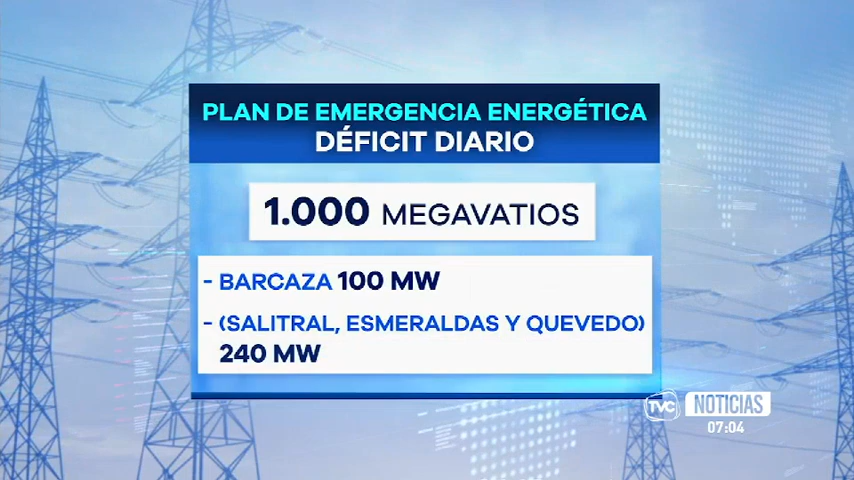 PLAN DE EMERGENCIA ENERGÉTICA
DÉFICIT DIARIO
1.000 MEGAVATIOS
- BARCAZA 100 MW
- (SALITRAL, ESMERALDAS Y QUEVEDO)
240 MW
TVC NOTICIAS
07:04